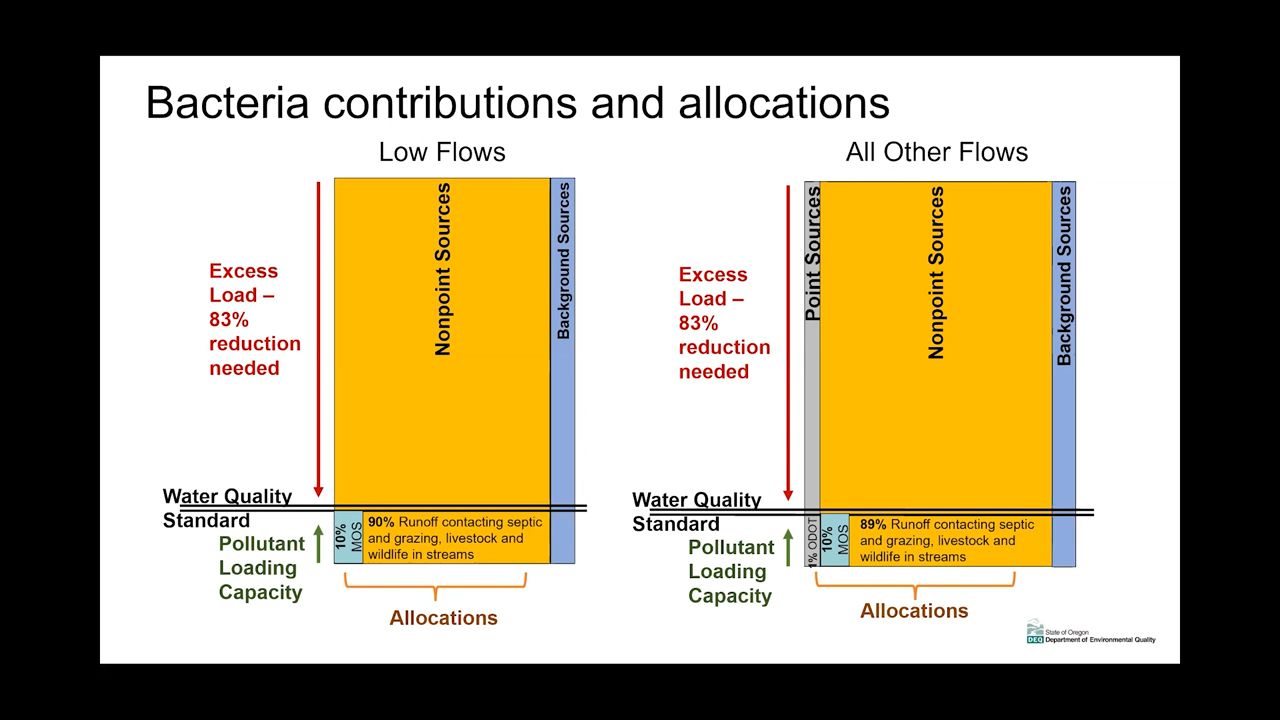 Bacteria contributions and allocations
Low Flows
Nonpoint Sources
Background Sources
Excess
Load –
83%
reduction
needed
Water Quality
Standard
Pollutant
Loading
Capacity
10%
MOS
90% Runoff contacting septic
and grazing, livestock and
wildlife in streams
Allocations
All Other Flows
Point Sources
Nonpoint Sources
Background Sources
Excess
Load –
83%
reduction
needed
Water Quality
Standard
Pollutant
Loading
Capacity
1% ODOT
10%
MOS
89% Runoff contacting septic
and grazing, livestock and
wildlife in streams
Allocations
State of Oregon
DEQ Department of Environmental Quality